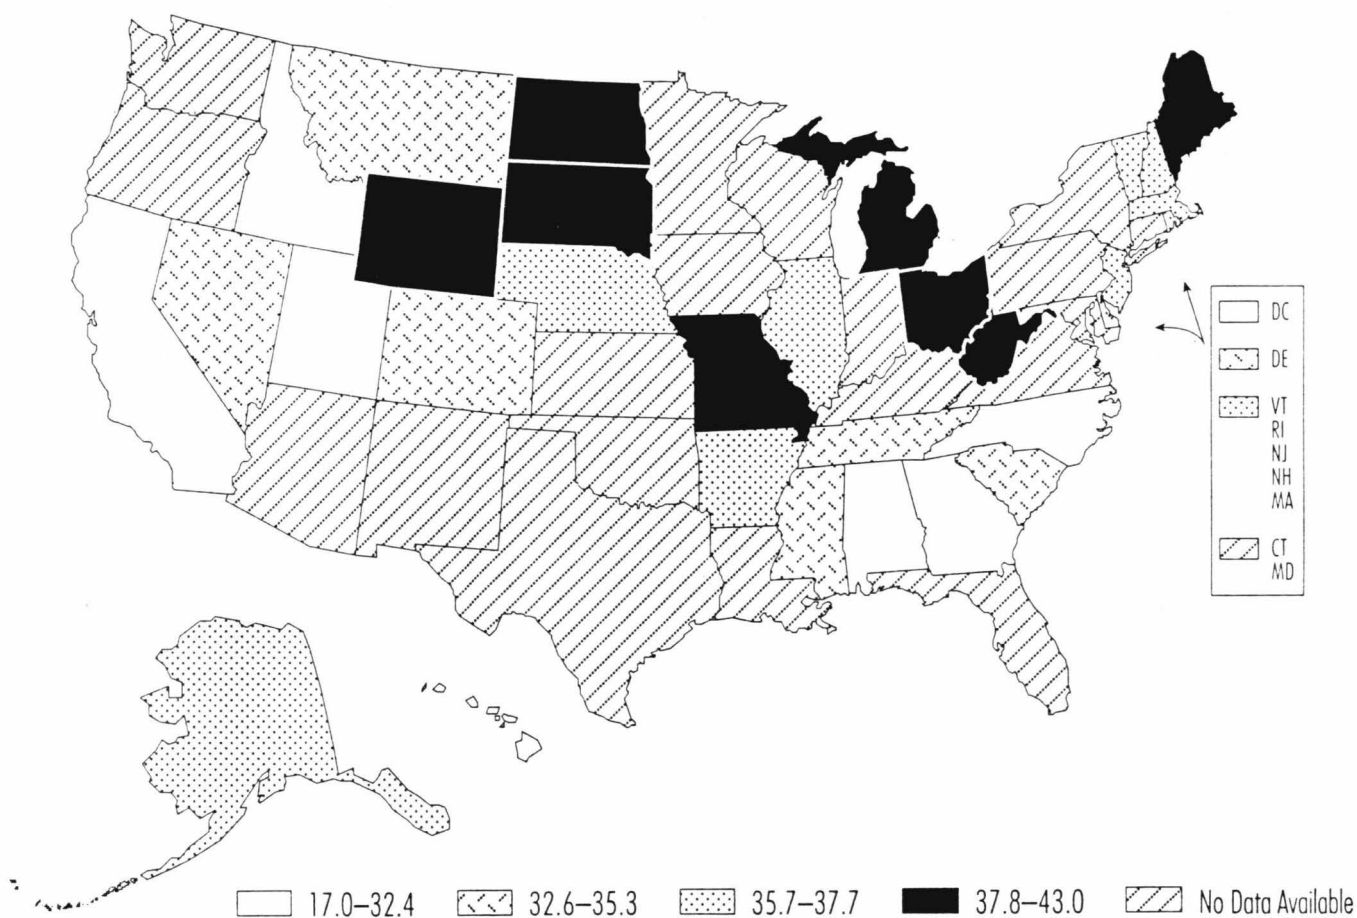 DC
DE
VT
RI
NJ
NH
MA
CT
MD
17.0–32.4
32.6–35.3
35.7–37.7
37.8–43.0
No Data Available